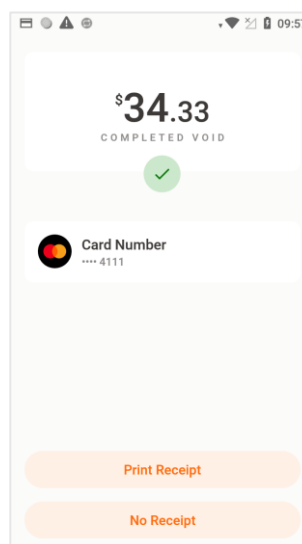 09:57
$34.33
COMPLETED VOID
Card Number
•••• 4111
Print Receipt
No Receipt